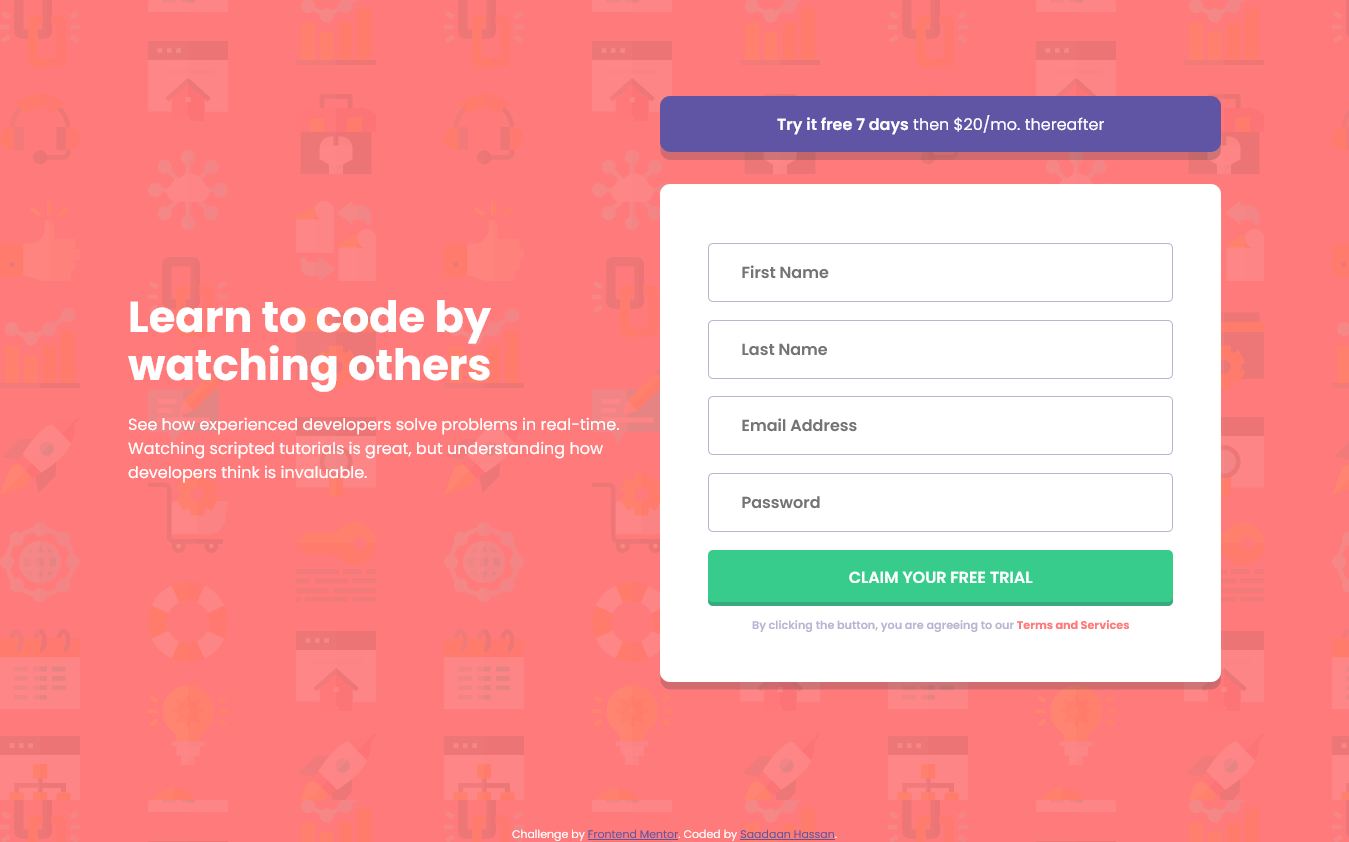 Try it free 7 days then $20/mo. thereafter
Learn to code by
watching others
See how experienced developers solve problems in real-time.
Watching scripted tutorials is great, but understanding how
developers think is invaluable.
First Name
Last Name
Email Address
Password
CLAIM YOUR FREE TRIAL
By clicking the button, you are agreeing to our Terms and Services
Challenge by Frontend Mentor. Coded by Saadaan Hassan.